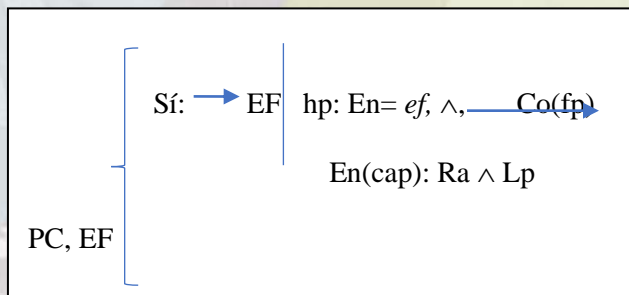 Sí: → EF hp: En= ef, ∧, → Co(fp)
En(cap): Ra ∧ Lp
PC, EF